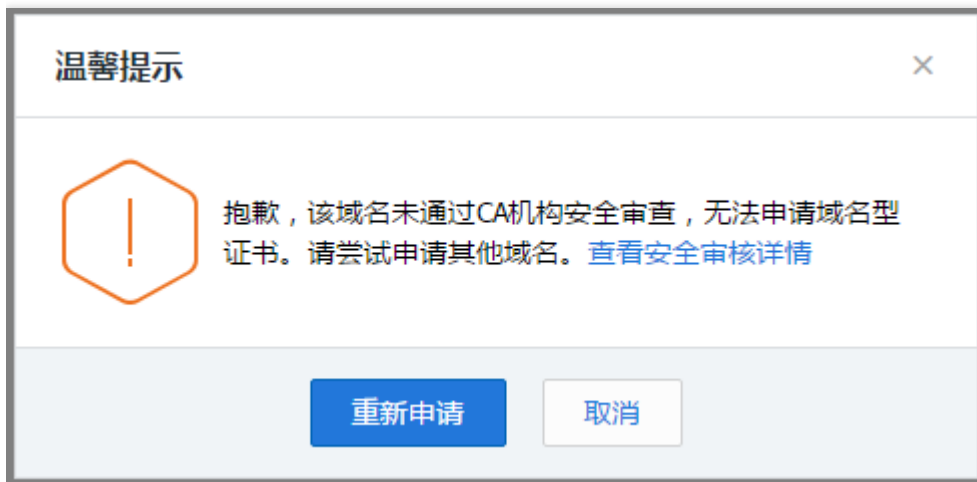 温馨提示
抱歉，该域名未通过CA机构安全审查，无法申请域名型
证书。请尝试申请其他域名。查看安全审核详情
重新申请
取消